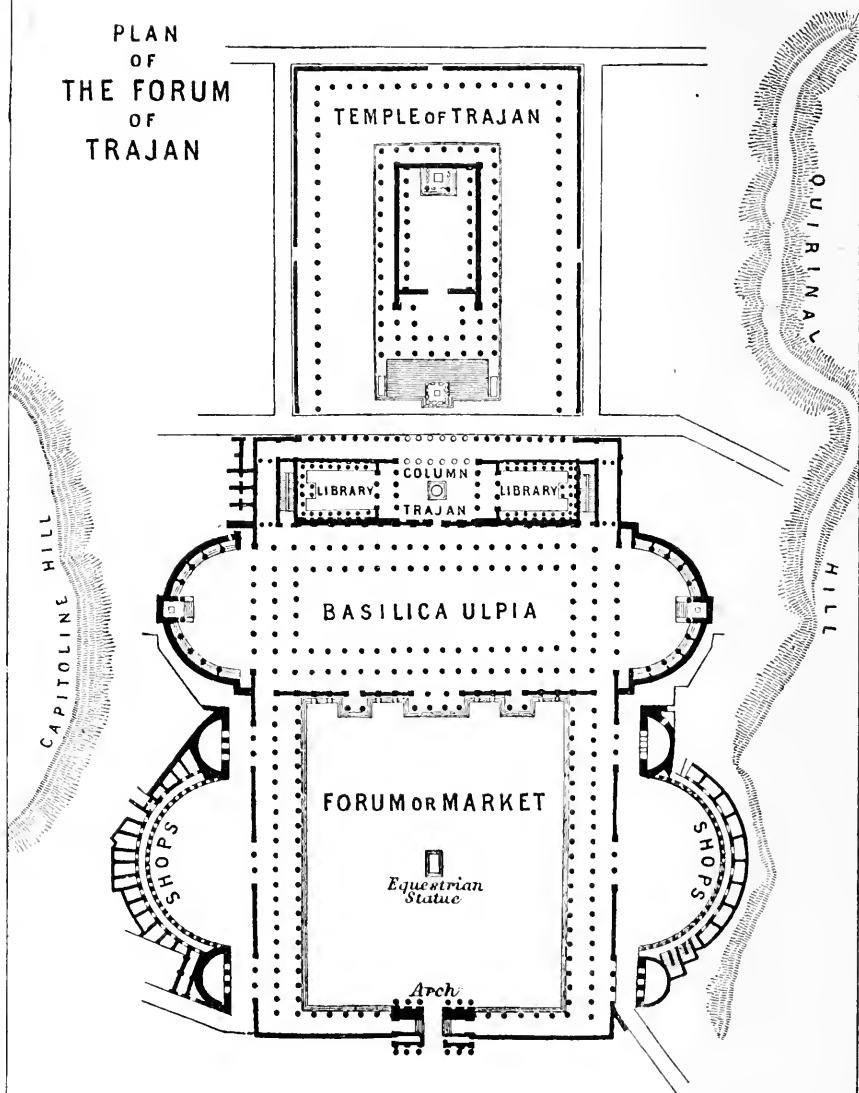 PLAN
OF
THE FORUM
OF
TRAJAN
TEMPLE OF TRAJAN
QUIRINAL
HILL
COLUMN
LIBRARY
LIBRARY
TRAJAN
CAPITOLINE HILL
BASILICA ULPIA
FORUM OR MARKET
SHOPS
SHOPS
Equestrian
Statue
Arch